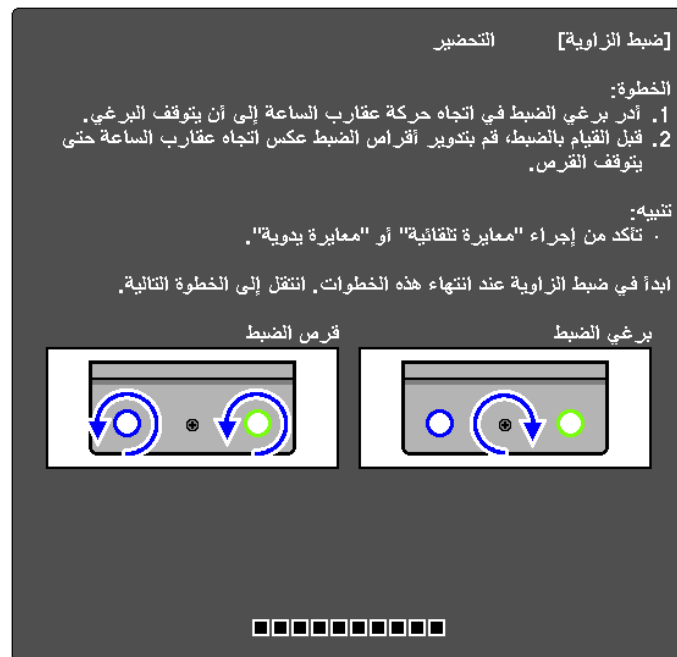 [ضبط الزاوية] التحضير
الخطوة:
1. أدر برغي الضبط في اتجاه حركة عقارب الساعة إلى أن يتوقف البرغي.
2. قبل القيام بالضبط، قم بتدوير أقراص الضبط عكس اتجاه عقارب الساعة حتى
يتوقف القرص.
تنبيه:
· تأكد من إجراء "معايرة تلقائية" أو "معايرة يدوية".
ابدأ في ضبط الزاوية عند انتهاء هذه الخطوات. انتقل إلى الخطوة التالية.
برغي الضبط
قرص الضبط